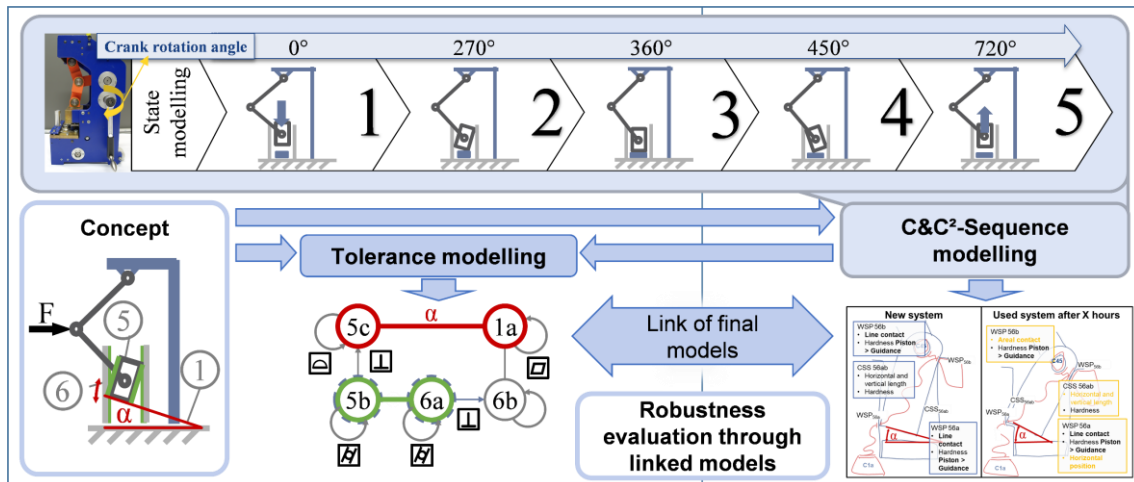 Crank rotation angle
0°
270°
360°
450°
720°
State
modelling
1
2
3
4
5
Concept
F
5
6
t
α
1
Tolerance modelling
C&C²-Sequence
modelling
5c
α
1a
5b
6a
6b
Link of final
models
Robustness
evaluation through
linked models
New system
WSP 56b
• Line contact
• Hardness Piston
> Guidance
CSS 56ab
• Horizontal and
vertical length
• Hardness
WSP 56a
• Line
contact
• Hardness
Piston >
Guidance
α
C1a
Used system after X hours
WSP 56b
• Areal contact
• Hardness Piston
> Guidance
C45
CSS 56ab
• Horizontal and
vertical length
• Hardness
WSP 56a
• Line contact
• Hardness Piston
> Guidance
• Horizontal
position
α
C1a